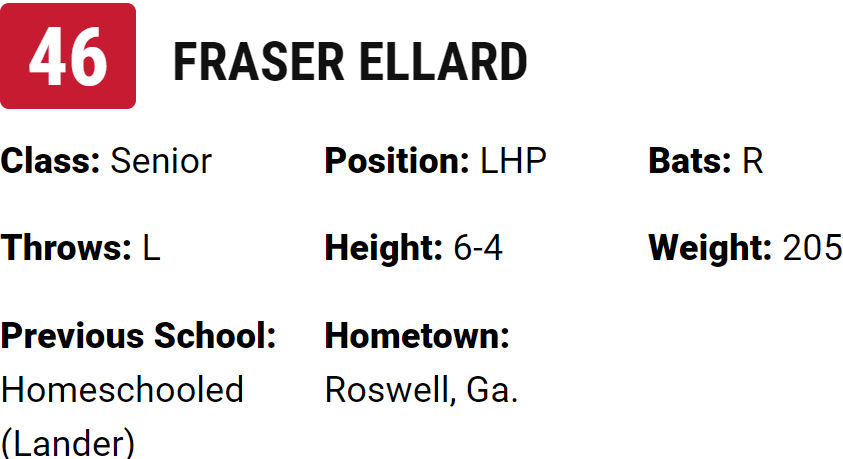 46 FRASER ELLARD
Class: Senior Position: LHP Bats: R
Throws: L Height: 6-4 Weight: 205
Previous School: Hometown:
Homeschooled Roswell, Ga.
(Lander)